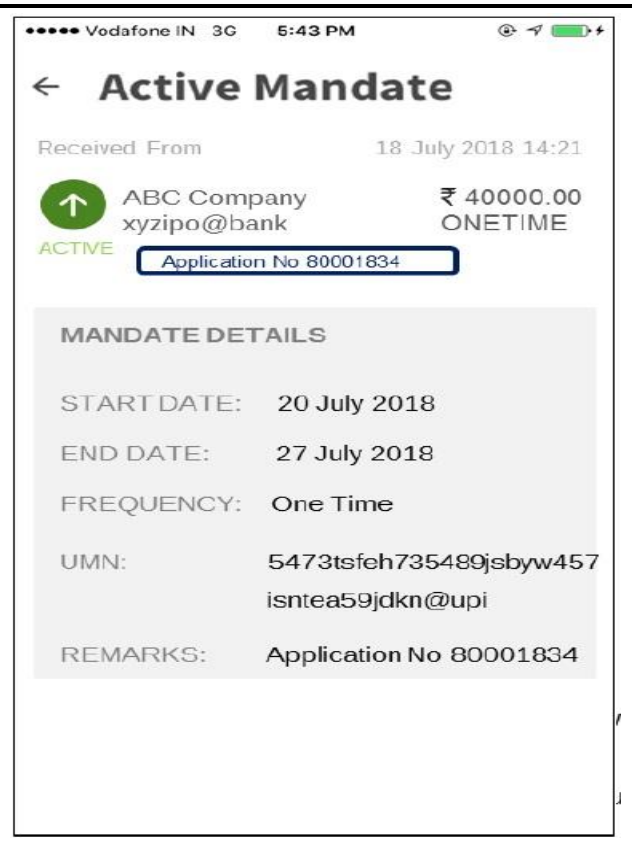 Vodafone IN 3G 5:43 PM
← Active Mandate
Received From 18 July 2018 14:21
ABC Company ₹ 40000.00
xyzipo@bank ONETIME
ACTIVE
Application No 80001834
MANDATE DETAILS
START DATE: 20 July 2018
END DATE: 27 July 2018
FREQUENCY: One Time
UMN: 5473tsfeh735489jsbyw457
isntea59jdkn@upi
REMARKS: Application No 80001834